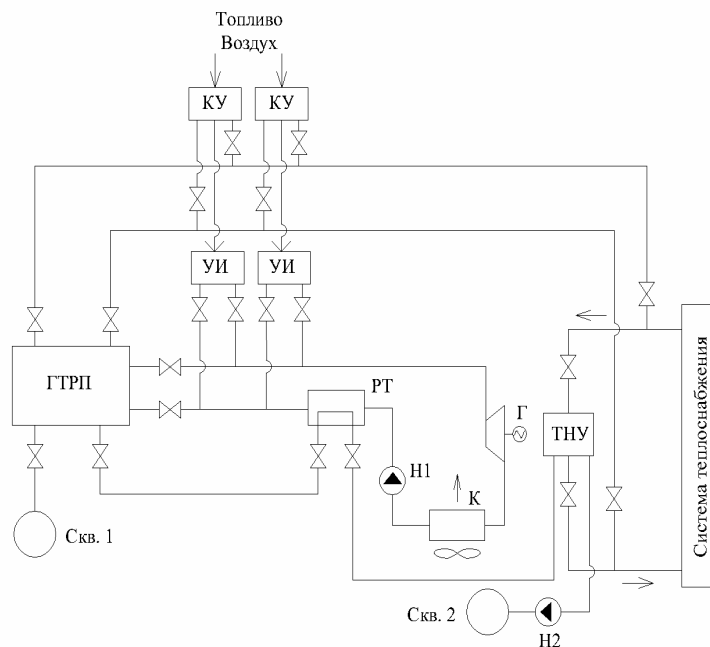 Топливо
Воздух
КУ
КУ
УИ
УИ
ГТРП
РТ
Г
ТНУ
Н1
К
Скв. 1
Скв. 2
Н2
Система теплоснабжения